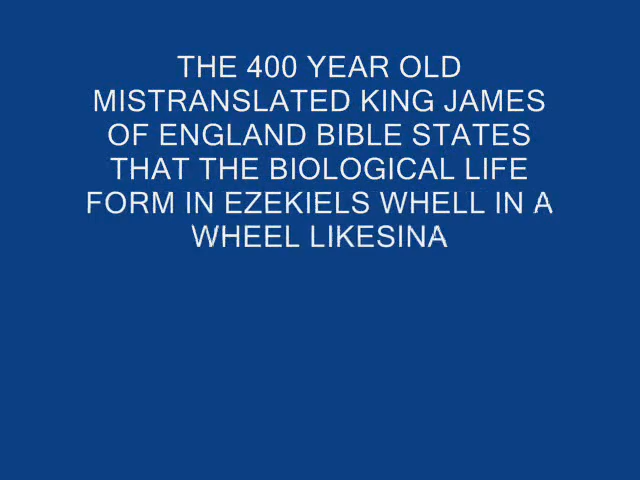 THE 400 YEAR OLD
MISTRANSLATED KING JAMES
OF ENGLAND BIBLE STATES
THAT THE BIOLOGICAL LIFE
FORM IN EZEKIELS WHELL IN A
WHEEL LIKESINA